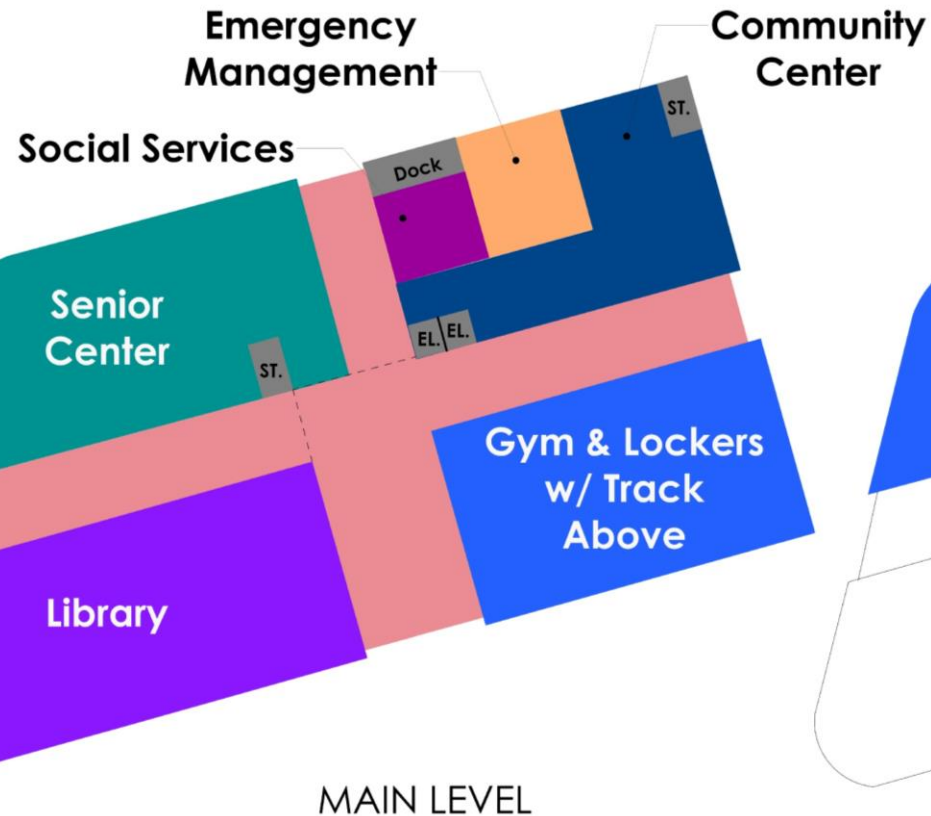 Emergency
Management
Community
Center
Social Services
Dock
ST.
Senior
Center
ST.
EL.
EL.
Gym & Lockers
w/ Track
Above
Library
MAIN LEVEL